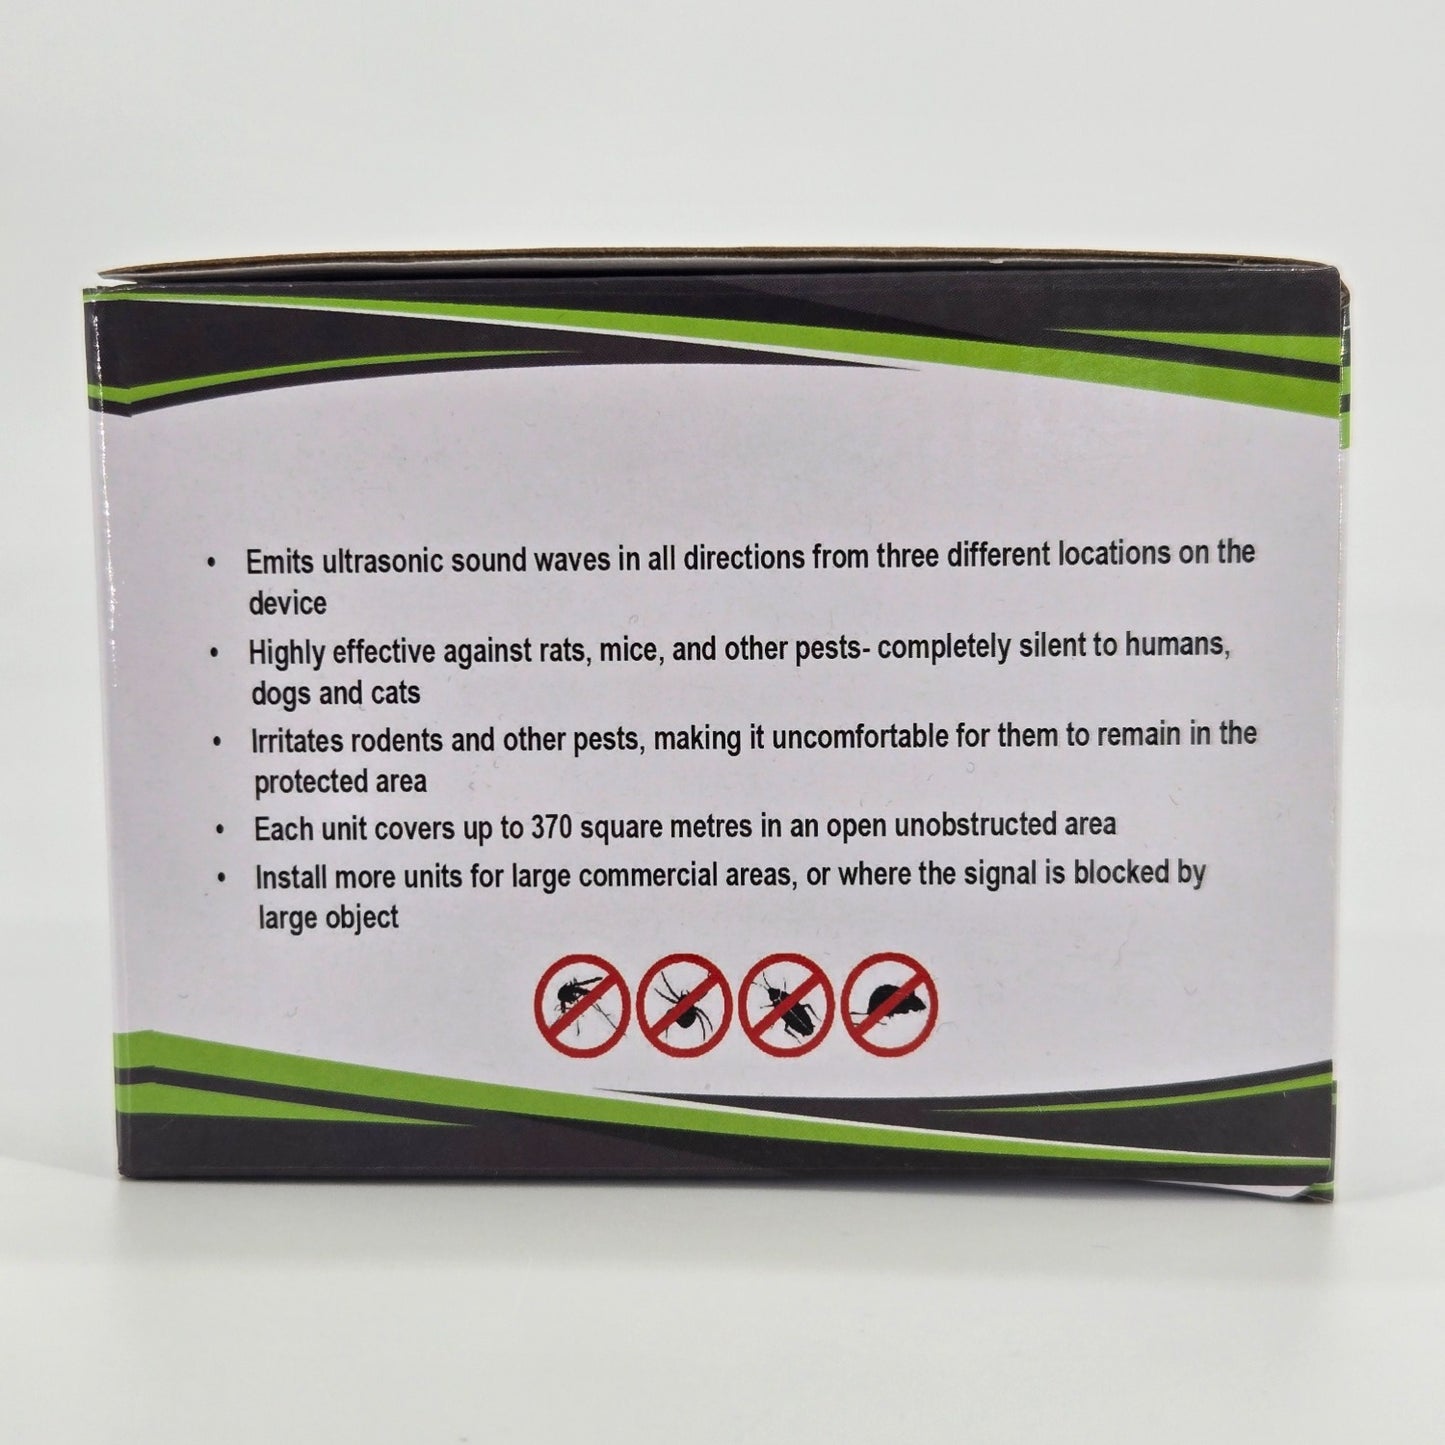 • Emits ultrasonic sound waves in all directions from three different locations on the
device
• Highly effective against rats, mice, and other pests- completely silent to humans,
dogs and cats
• Irritates rodents and other pests, making it uncomfortable for them to remain in the
protected area
• Each unit covers up to 370 square metres in an open unobstructed area
• Install more units for large commercial areas, or where the signal is blocked by
large object